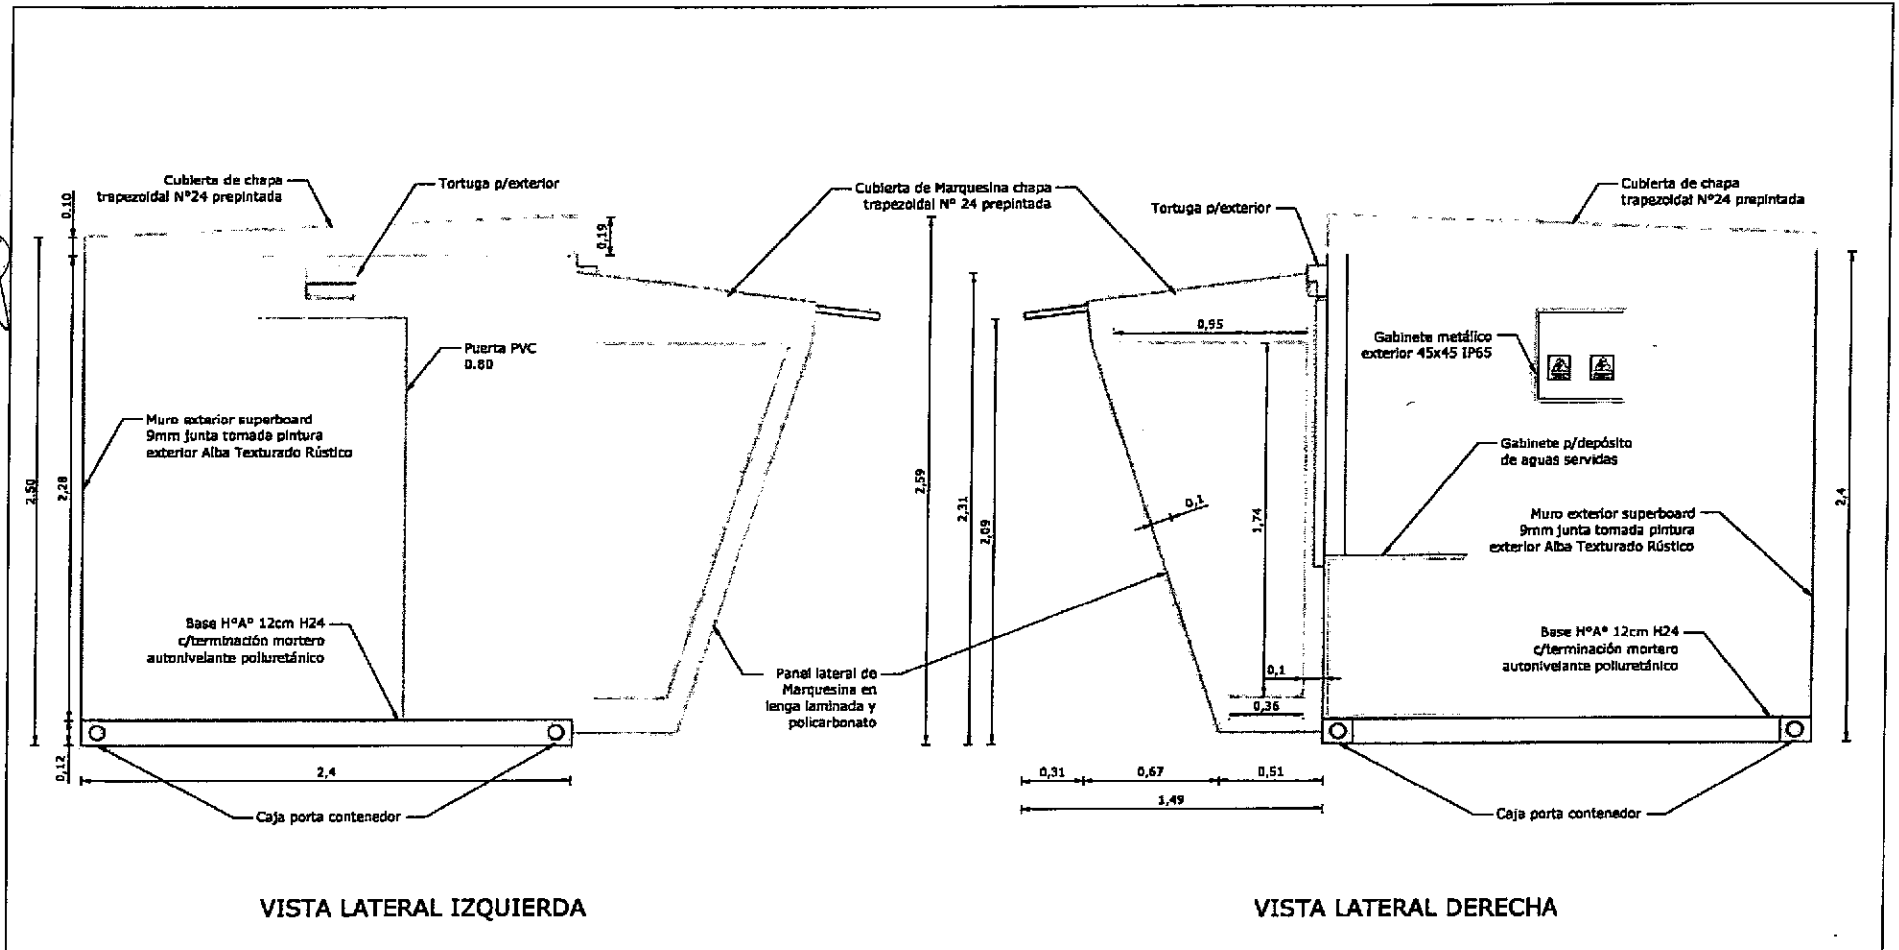 Cubierta de chapa
trapezoidal N°24 prepintada
Tortuga p/exterior
Cubierta de Marquesina chapa
trapezoidal N° 24 prepintada
Tortuga p/exterior
Cubierta de chapa
trapezoidal N°24 prepintada
0,10
0,19
0,95
Puerta PVC
0.80
Gabinete metálico
exterior 45x45 IP65
Muro exterior superboard
9mm junta tomada pintura
exterior Alba Texturado Rústico
Gabinete p/depósito
de aguas servidas
2,50
2,28
2,59
2,31
2,09
0,1
1,74
2,4
Muro exterior superboard
9mm junta tomada pintura
exterior Alba Texturado Rústico
Base HºAº 12cm H24
c/terminación mortero
autonivelante poliuretánico
Base HºAº 12cm H24
c/terminación mortero
autonivelante poliuretánico
Panel lateral de
Marquesina en
lenga laminada y
policarbonato
0,1
0,36
0,12
2,4
0,31
0,67
0,51
1,49
Caja porta contenedor
Caja porta contenedor
VISTA LATERAL IZQUIERDA
VISTA LATERAL DERECHA